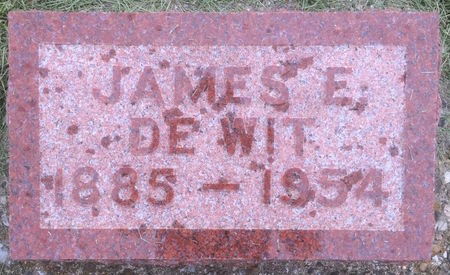 JAMES E.
DE WIT
1885 - 1954